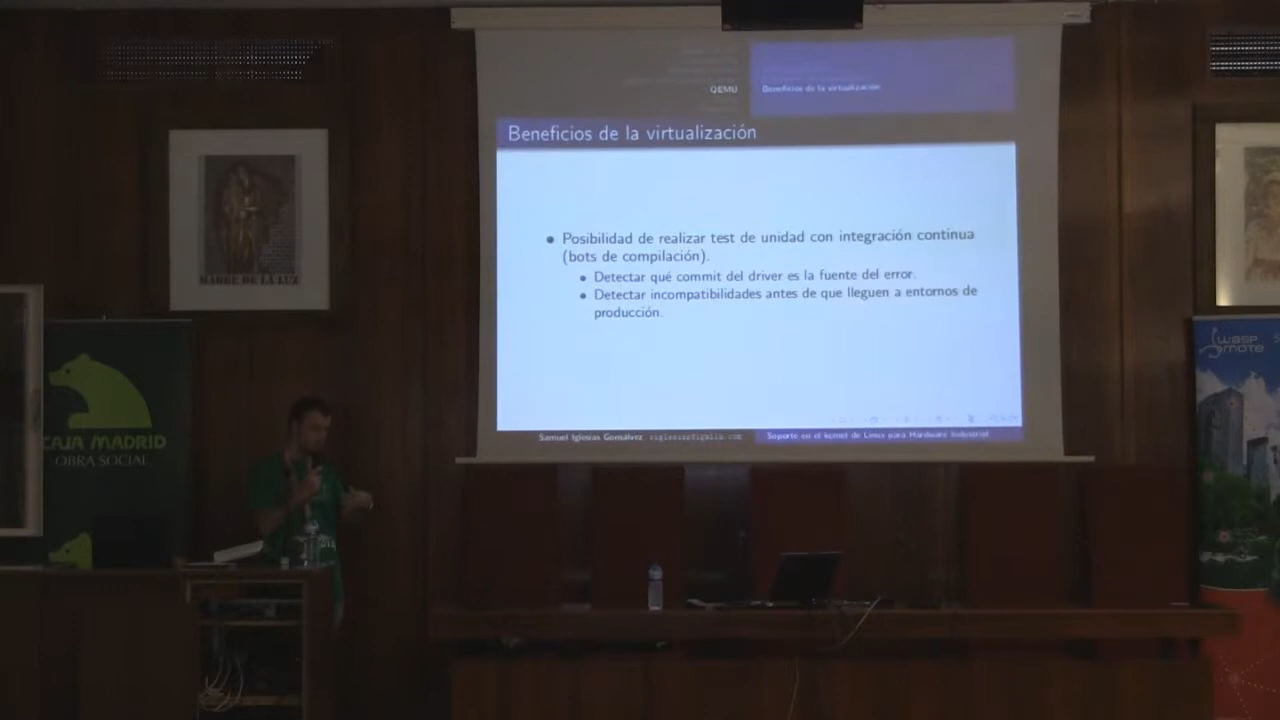 QEMU
Beneficios de la virtualización
Beneficios de la virtualización
• Posibilidad de realizar test de unidad con integración continua
(bots de compilación).
• Detectar qué commit del driver es la fuente del error.
• Detectar incompatibilidades antes de que lleguen a entornos de
producción.
Samuel Iglesias Gonsálvez siglesias@igalia.com
Soporte en el kernel de Linux para Hardware Industrial
MADRE DE LA LUZ
CAJA MADRID
OBRA SOCIAL
wasp
mote